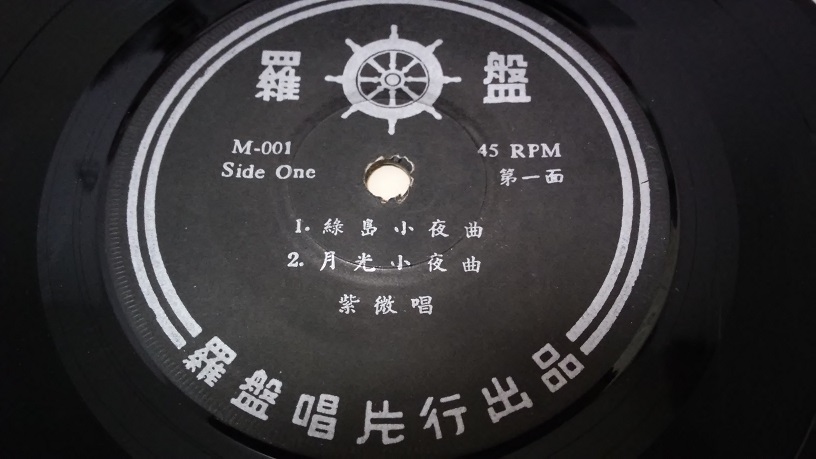 羅盤
M-001 45 RPM
Side One 第一面
1. 綠島小夜曲
2. 月光小夜曲
紫薇唱
羅盤唱片行出品